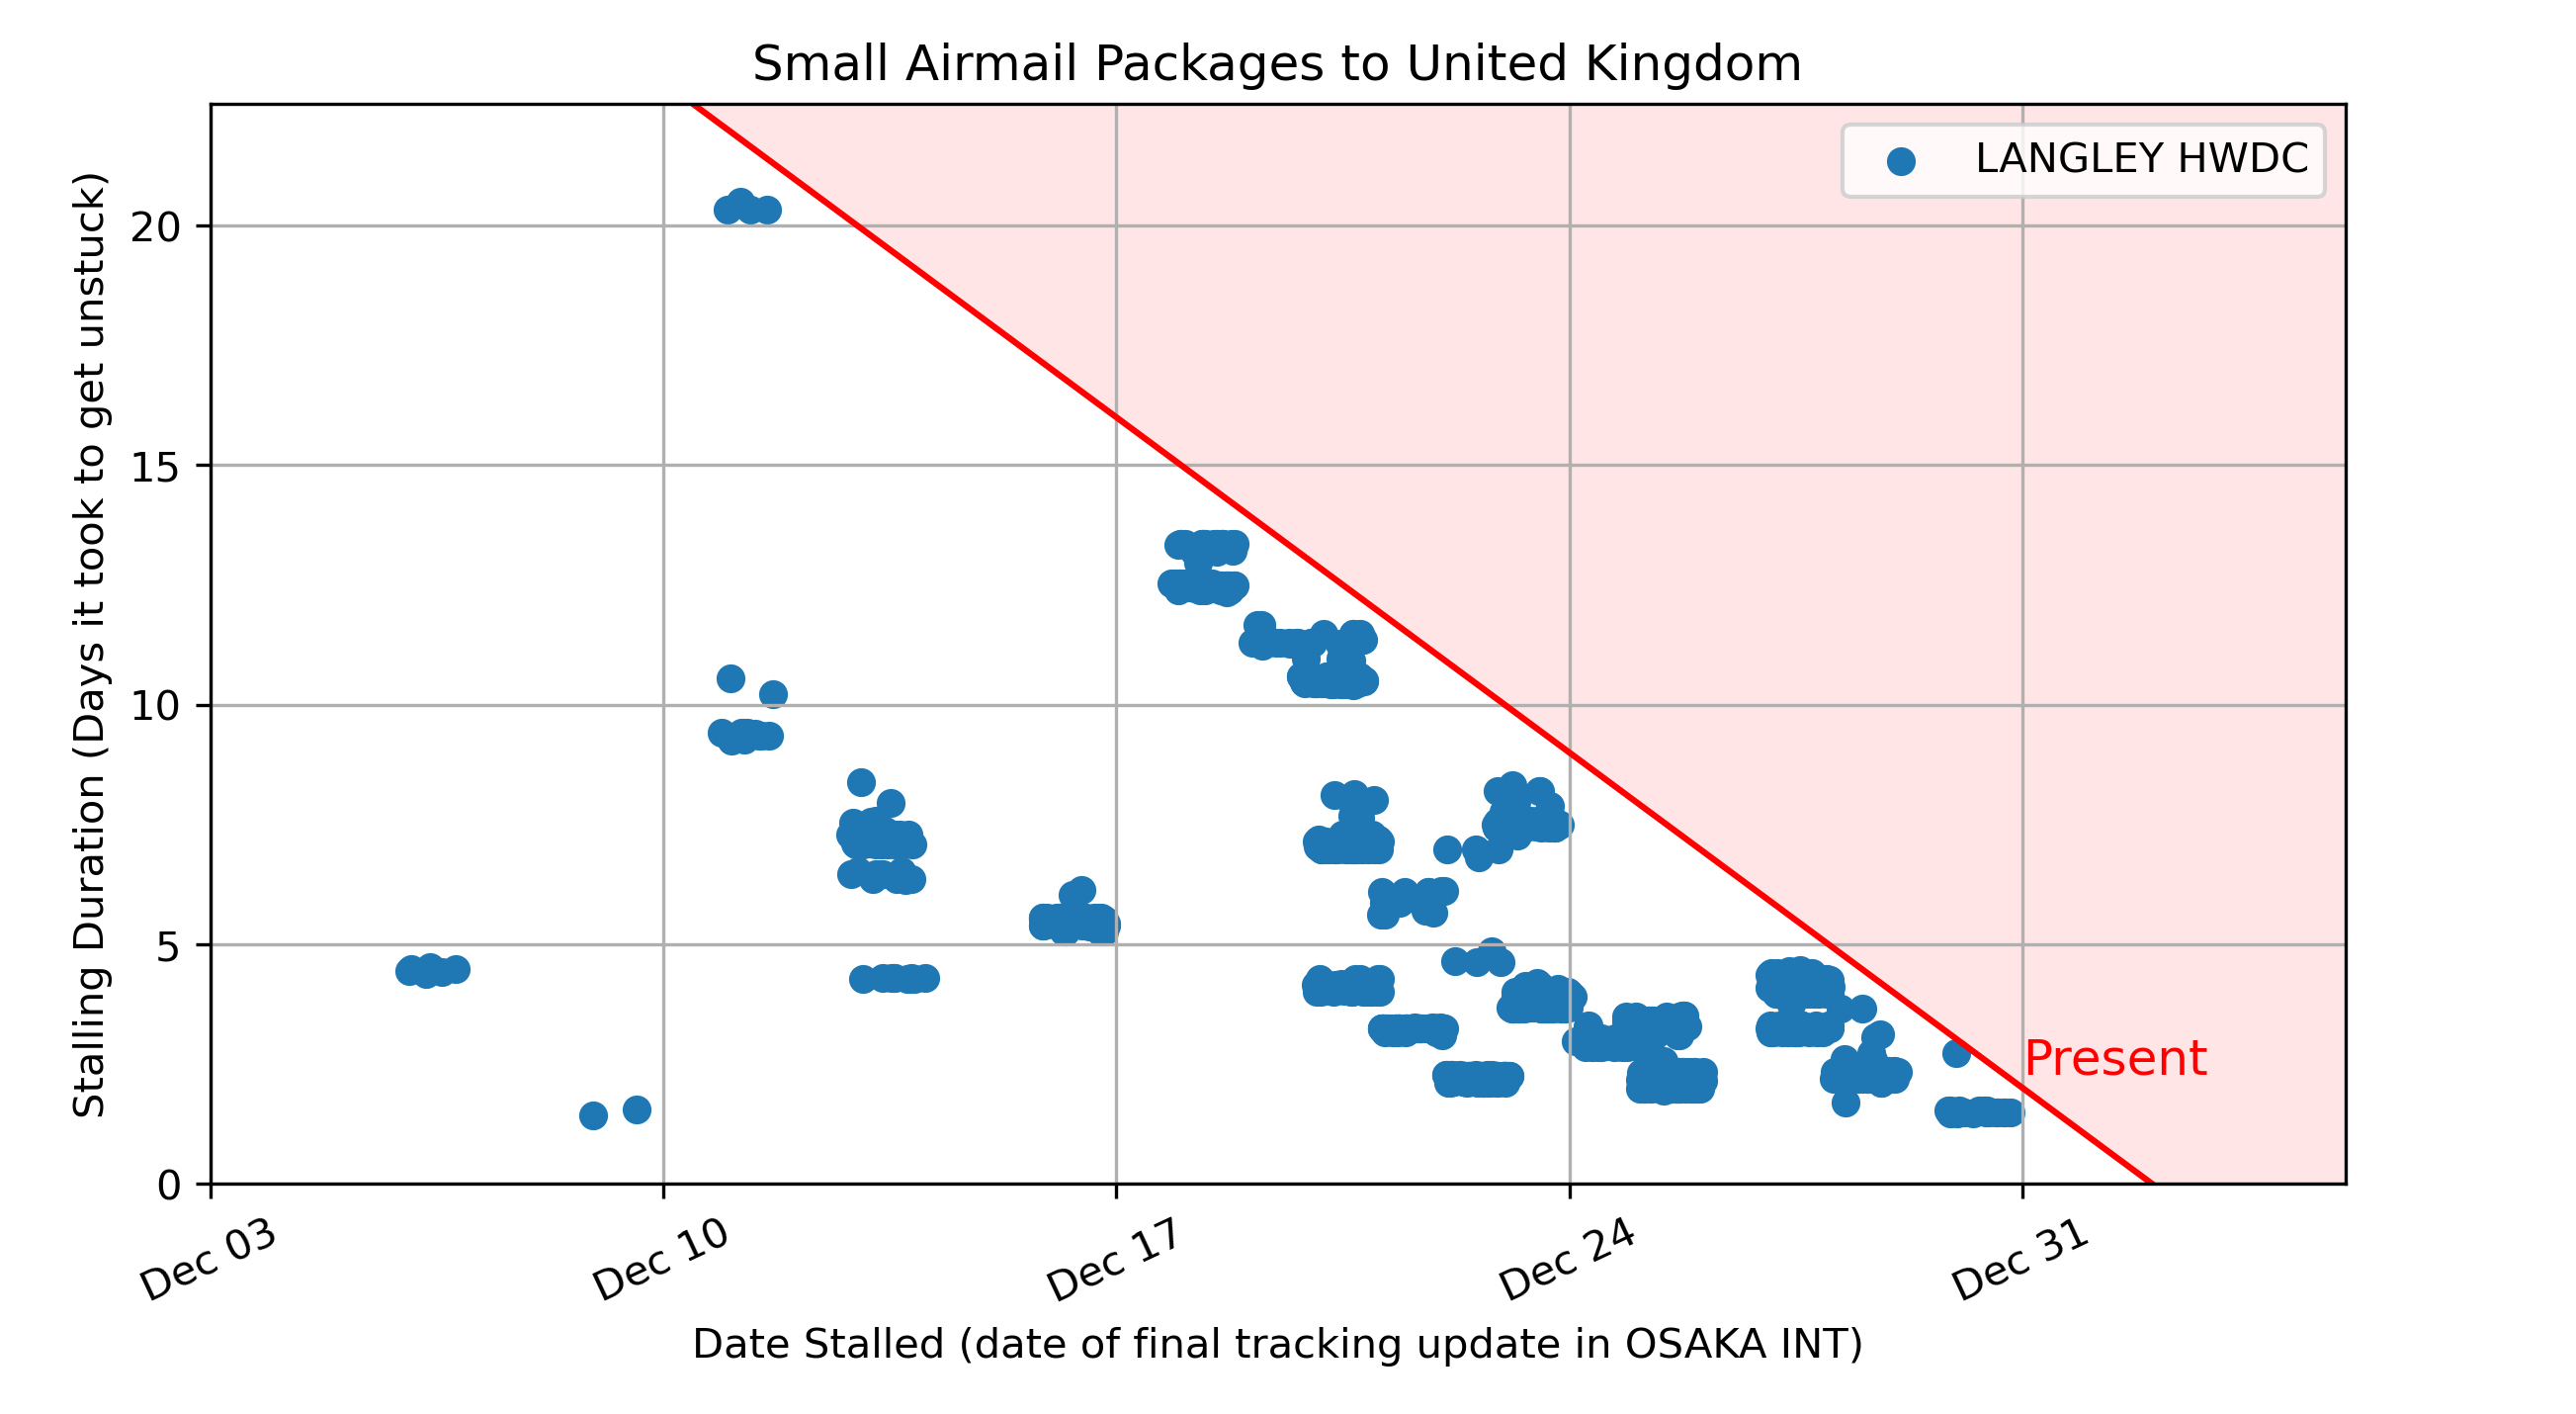 Small Airmail Packages to United Kingdom
LANGLEY HWDC
Stalling Duration (Days it took to get unstuck)
20
15
10
5
0
Present
Dec 03
Dec 10
Dec 17
Dec 24
Dec 31
Date Stalled (date of final tracking update in OSAKA INT)